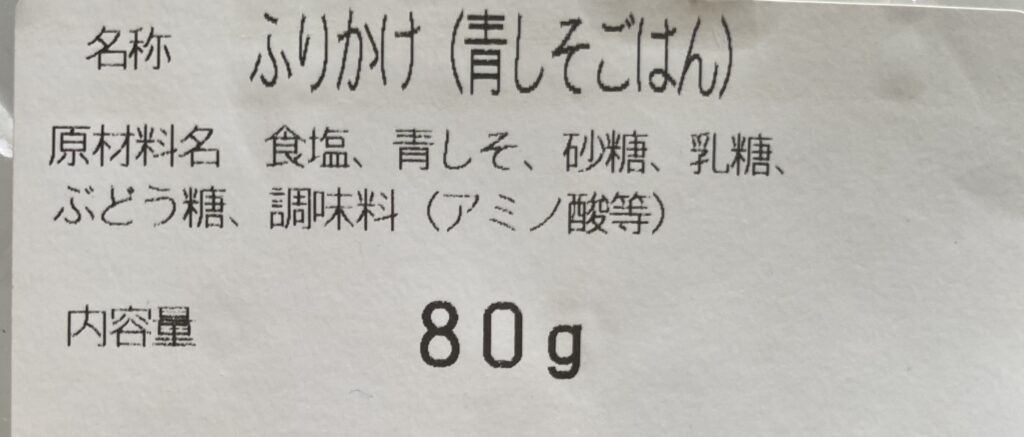 名称 ふりかけ（青しそごはん）
原材料名 食塩、青しそ、砂糖、乳糖、
ぶどう糖、調味料（アミノ酸等）
内容量 80g